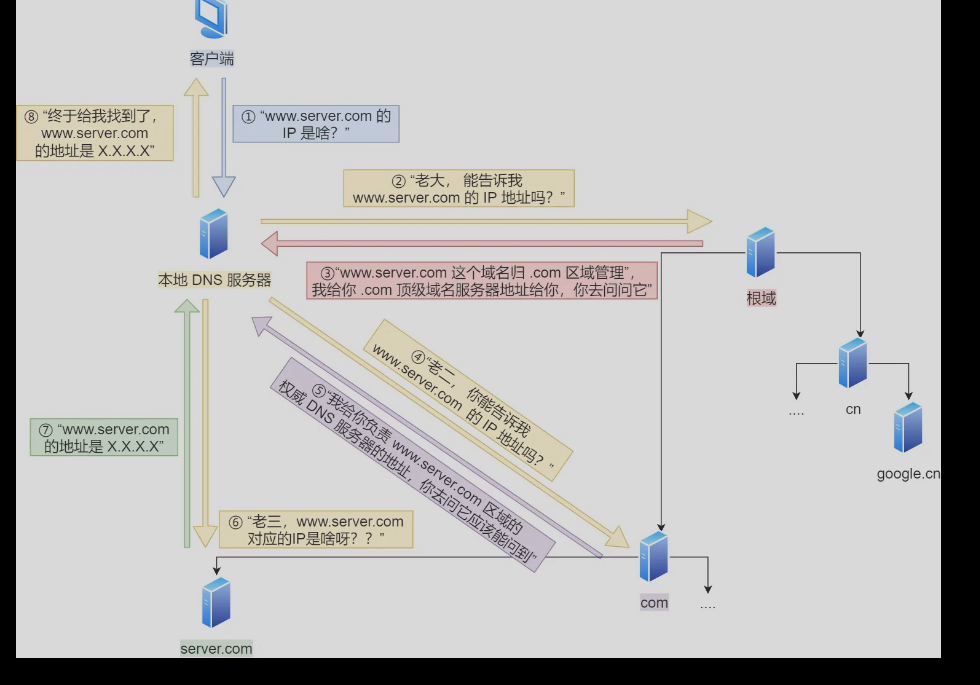 客户端
⑧ “终于给我找到了，
www.server.com
的地址是 X.X.X.X”
① “www.server.com 的
IP 是啥？”
② “老大， 能告诉我
www.server.com 的 IP 地址吗？”
本地 DNS 服务器
③“www.server.com 这个域名归 .com 区域管理”，
我给你 .com 顶级域名服务器地址给你，你去问问它”
根域
④“老二， 你能告诉我
www.server.com 的 IP 地址吗？”
⑤“我给你负责 www.server.com 区域的
权威 DNS 服务器的地址，你去问它应该能问到”
....
cn
google.cn
⑦ “www.server.com
的地址是 X.X.X.X”
⑥ “老三，www.server.com
对应的IP是啥呀？？”
com
....
server.com